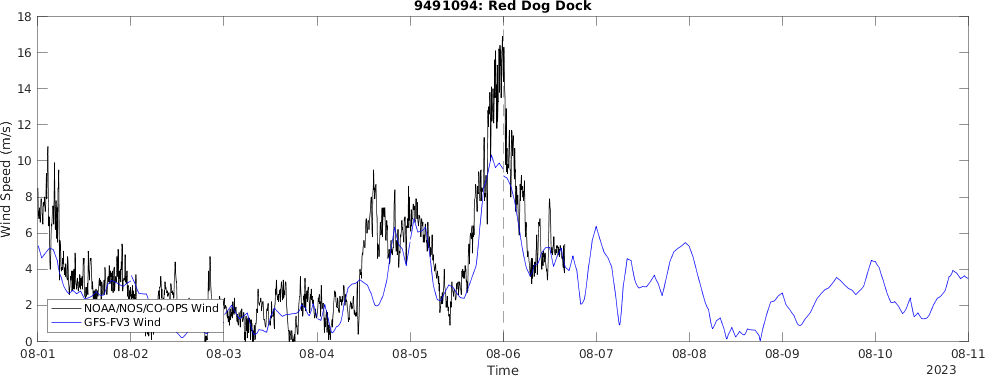 9491094: Red Dog Dock
Wind Speed (m/s)
18
16
14
12
10
8
6
4
2
0
NOAA/NOS/CO-OPS Wind
GFS-FV3 Wind
08-01 08-02 08-03 08-04 08-05 08-06 08-07 08-08 08-09 08-10 08-11
Time
2023